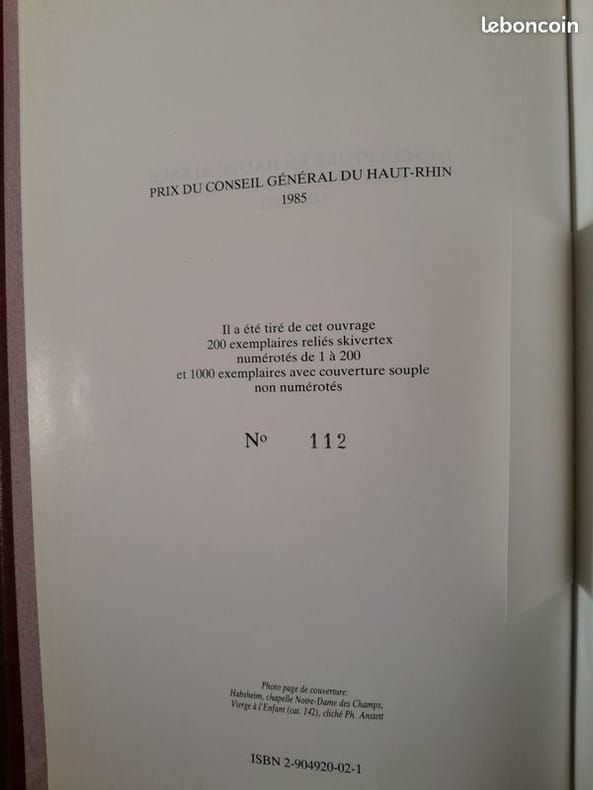 leboncoin
PRIX DU CONSEIL GÉNÉRAL DU HAUT-RHIN
1985
Il a été tiré de cet ouvrage
200 exemplaires reliés skivertex
numérotés de 1 à 200
et 1000 exemplaires avec couverture souple
non numérotés
Nº 112
Photo page de couverture:
Habsheim, chapelle Notre-Dame des Champs,
Vierge à l'Enfant (cat. 142), cliché Ph. Anstett
ISBN 2-904920-02-1